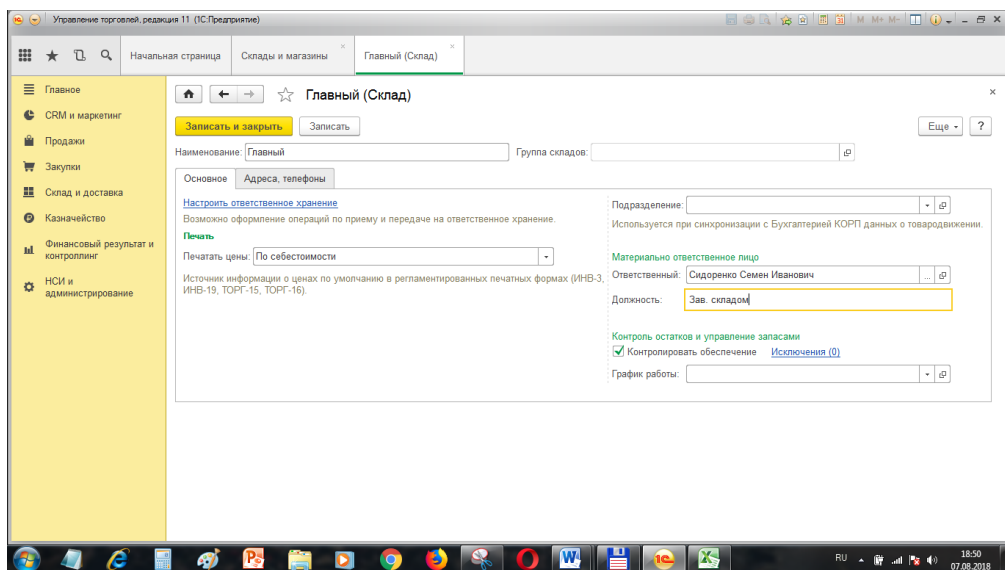 Управление торговлей, редакция 11 (1С:Предприятие)
M M+ M-
Начальная страница
Склады и магазины
Главный (Склад)
Главное
CRM и маркетинг
Продажи
Закупки
Склад и доставка
Казначейство
Финансовый результат и
контроллинг
НСИ и
администрирование
Главный (Склад)
Записать и закрыть
Записать
Еще
?
Наименование: Главный
Группа складов:
Основное
Адреса, телефоны
Настроить ответственное хранение
Возможно оформление операций по приему и передаче на ответственное хранение.
Печать
Печатать цены: По себестоимости
Источник информации о ценах по умолчанию в регламентированных печатных формах (ИНВ-3,
ИНВ-19, ТОРГ-15, ТОРГ-16).
Подразделение:
Используется при синхронизации с Бухгалтерией КОРП данных о товародвижении.
Материально ответственное лицо
Ответственный: Сидоренко Семен Иванович
...
Должность: Зав. складом
Контроль остатков и управление запасами
Контролировать обеспечение Исключения (0)
График работы:
RU
18:50
07.08.2018